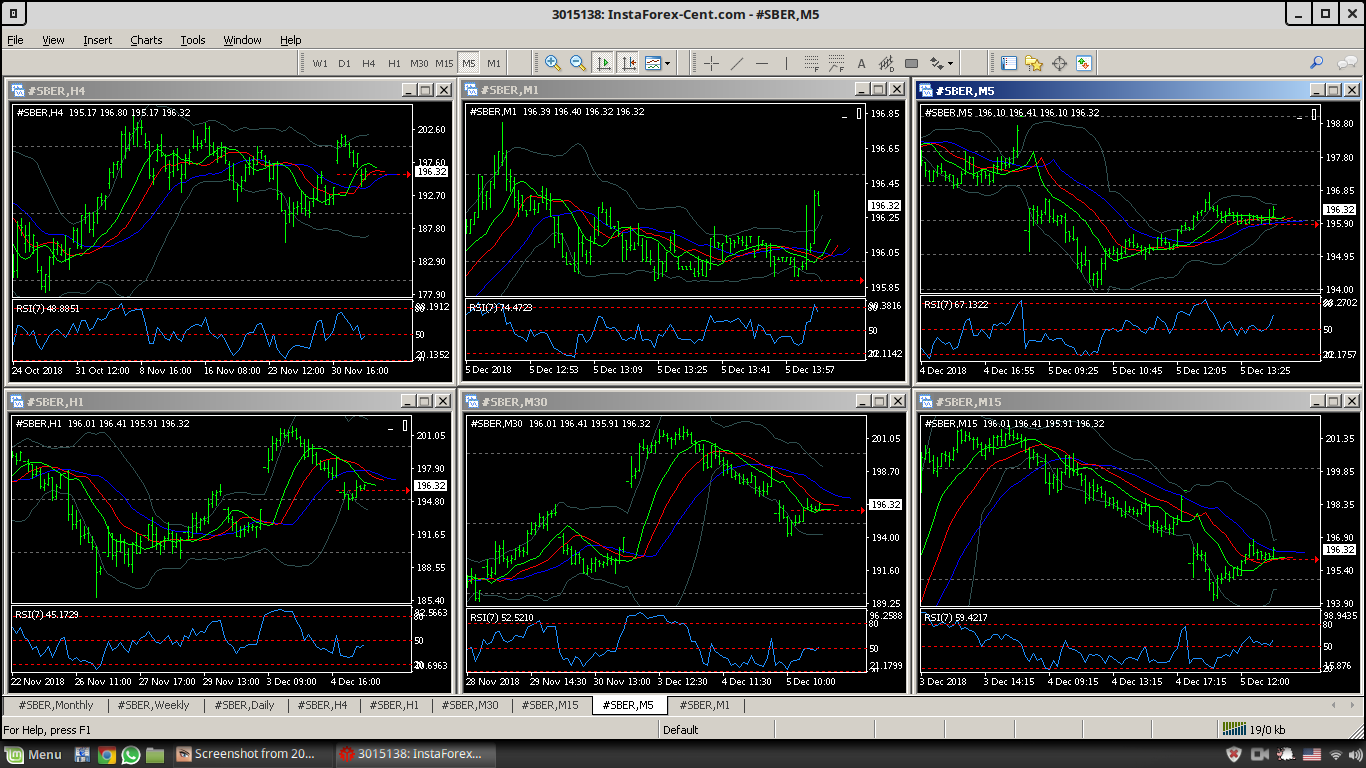 3015138: InstaForex-Cent.com - #SBER,M5
File View Insert Charts Tools Window Help
W1 D1 H4 H1 M30 M15 M5 M1
A
#SBER,H4
#SBER,H4 195.17 196.80 195.17 196.32
202.60
197.60
196.32
192.70
187.80
182.90
177.90
RSI(7) 48.8851
50
20.1352
24 Oct 2018 31 Oct 12:00 8 Nov 16:00 16 Nov 08:00 23 Nov 12:00 30 Nov 16:00
#SBER,M1
#SBER,M1 196.39 196.40 196.32 196.32
196.85
196.65
196.45
196.32
196.25
196.05
195.85
RSI(7) 74.4723
50
5 Dec 2018 5 Dec 12:53 5 Dec 13:09 5 Dec 13:25 5 Dec 13:41 5 Dec 13:57
#SBER,M5
#SBER,M5 196.10 196.41 196.10 196.32
198.80
197.80
196.85
196.32
195.90
194.95
194.00
RSI(7) 67.1322
50
4 Dec 2018 4 Dec 16:55 5 Dec 09:25 5 Dec 10:45 5 Dec 12:05 5 Dec 13:25
#SBER,H1
#SBER,H1 196.01 196.41 195.91 196.32
201.05
197.90
196.32
194.80
191.65
188.55
185.40
RSI(7) 45.1729
92.5663
80
50
22 Nov 2018 26 Nov 11:00 27 Nov 17:00 29 Nov 13:00 3 Dec 09:00 4 Dec 16:00
#SBER,M30
#SBER,M30 196.01 196.41 195.91 196.32
201.05
198.70
196.32
194.00
191.60
189.25
RSI(7) 52.5210
96.2588
80
50
28 Nov 2018 29 Nov 14:30 30 Nov 13:00 3 Dec 12:30 4 Dec 11:30 5 Dec 10:00
#SBER,M15
#SBER,M15 196.01 196.41 195.91 196.32
201.35
199.85
198.35
196.32
195.40
193.90
RSI(7) 59.4217
98.9435
80
50
3 Dec 2018 3 Dec 14:15 4 Dec 09:15 4 Dec 13:15 4 Dec 17:15 5 Dec 12:00
#SBER,Monthly #SBER,Weekly #SBER,Daily #SBER,H4 #SBER,H1 #SBER,M30 #SBER,M15 #SBER,M5 #SBER,M1
For Help, press F1 Default 19/0 kb
Menu Screenshot from 20... 3015138: InstaForex...